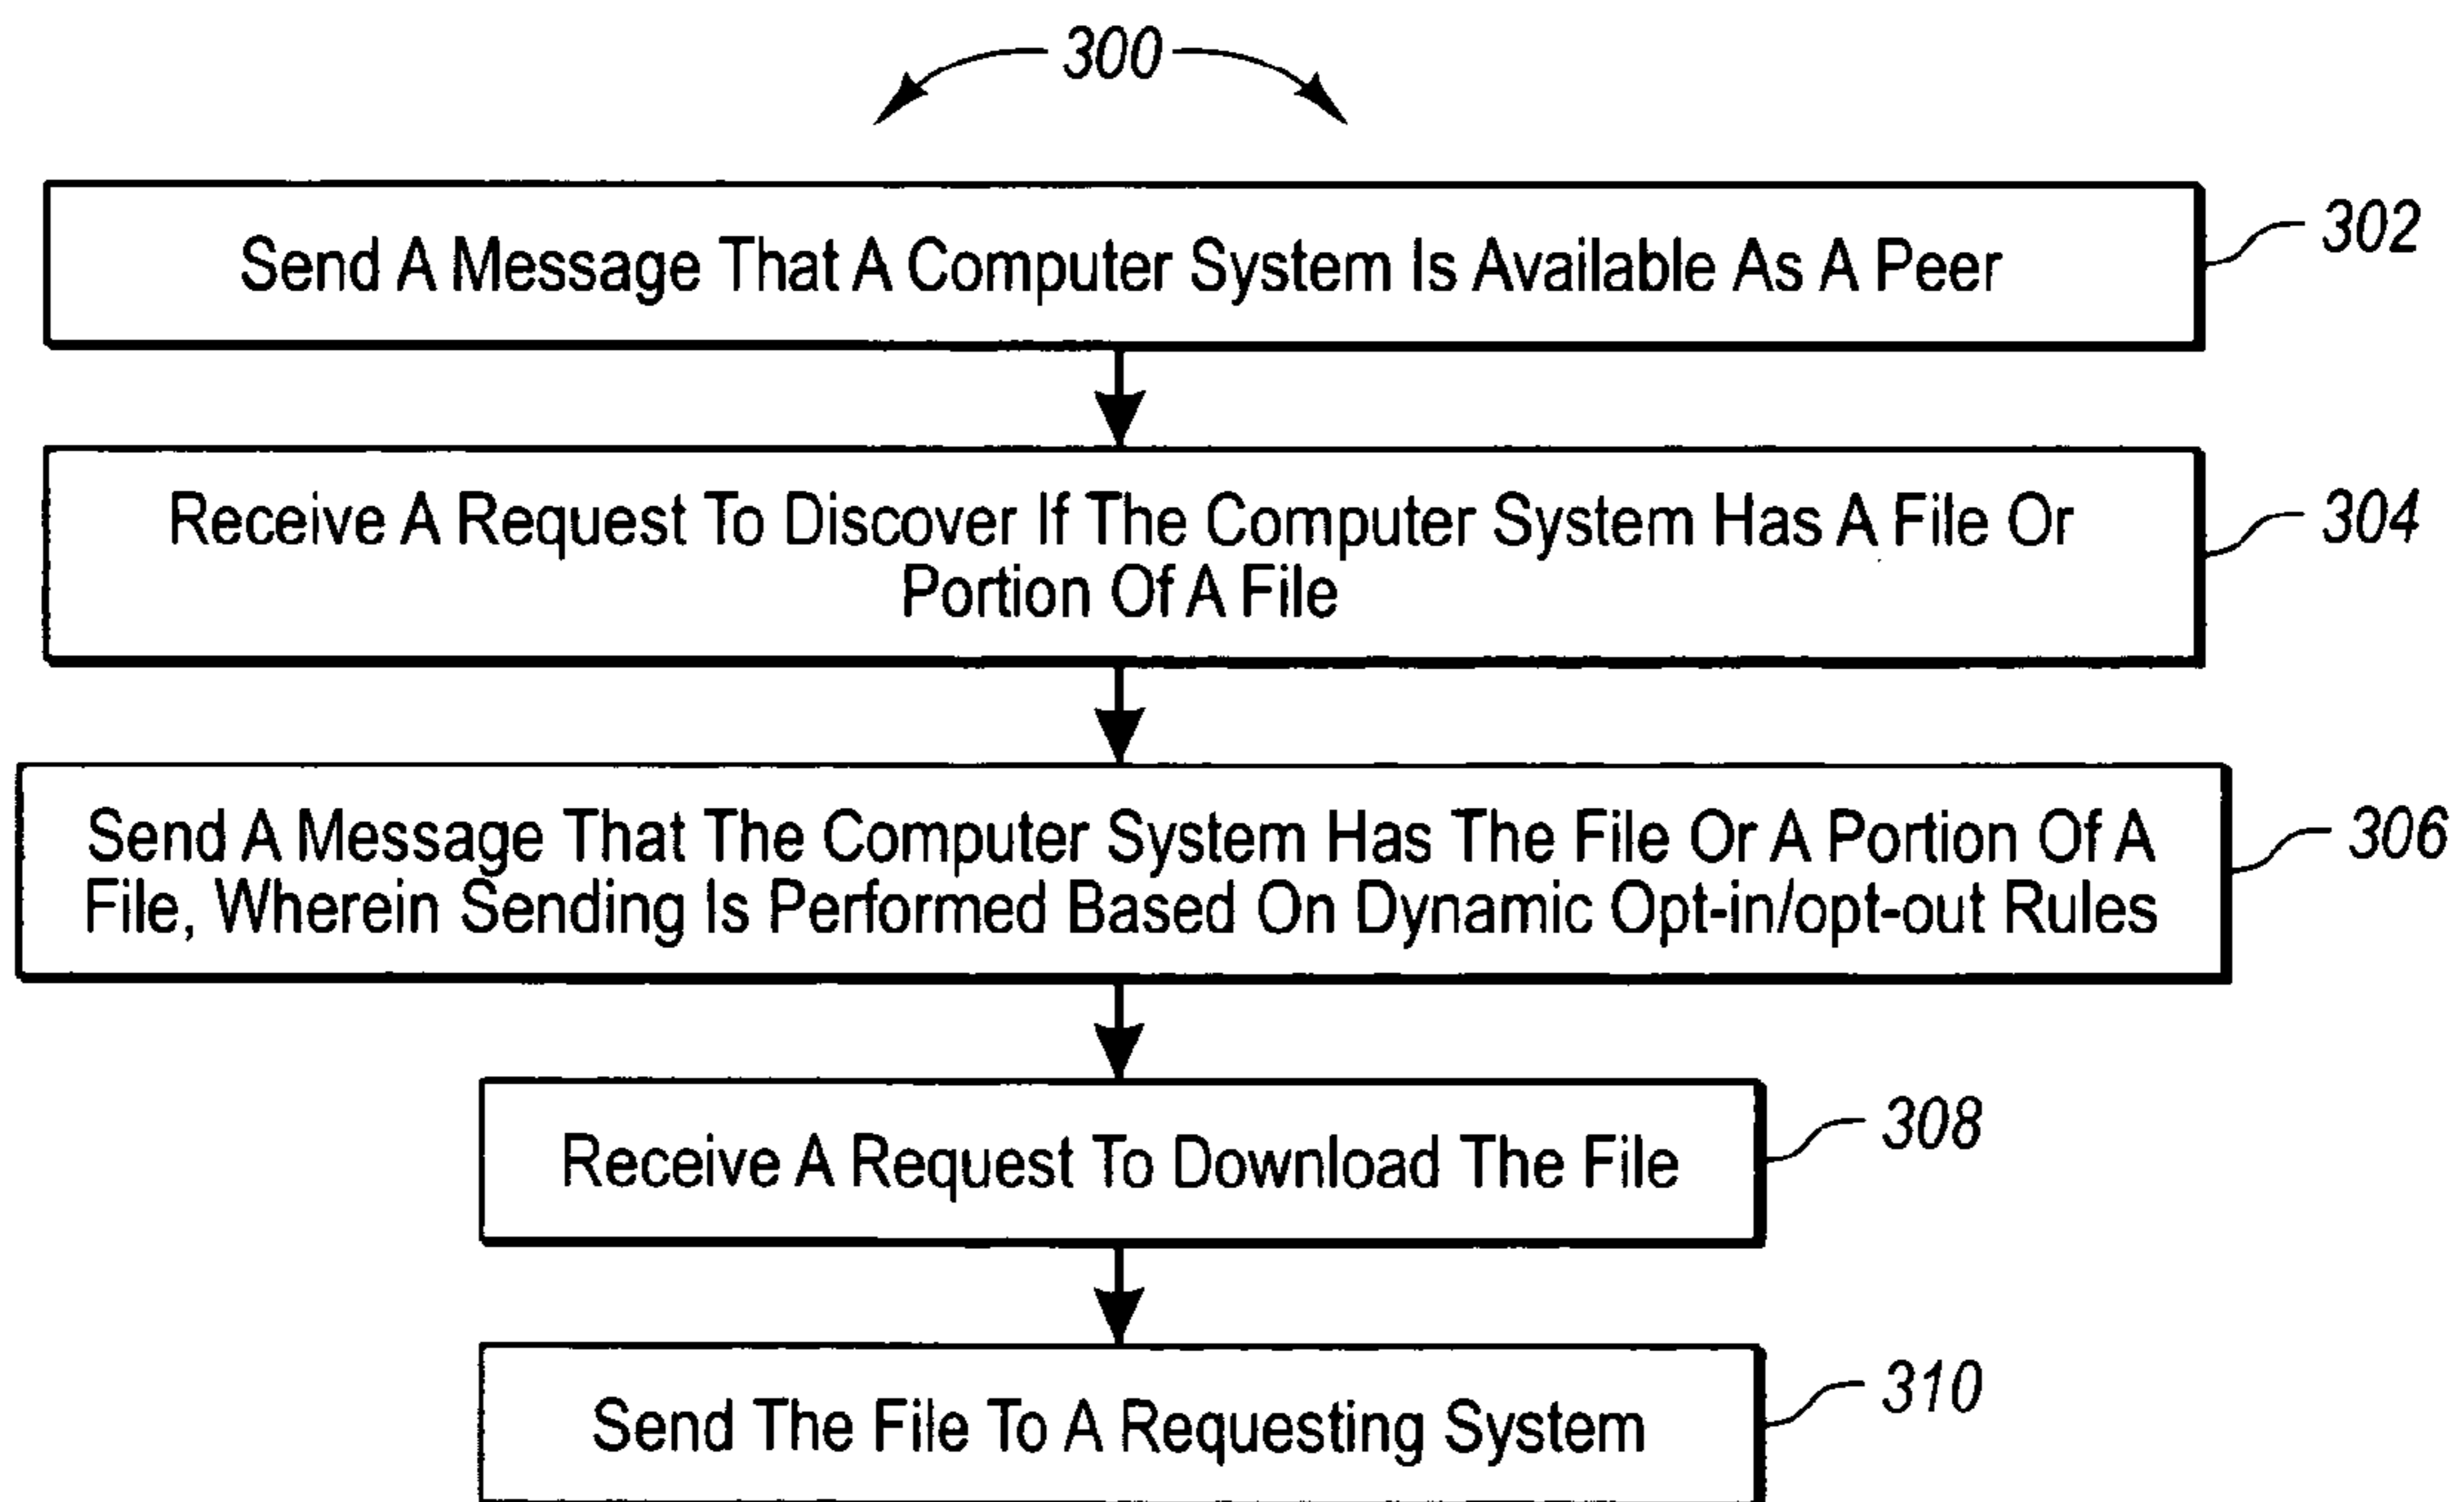 300
Send A Message That A Computer System Is Available As A Peer
302
Receive A Request To Discover If The Computer System Has A File Or
Portion Of A File
304
Send A Message That The Computer System Has The File Or A Portion Of A
File, Wherein Sending Is Performed Based On Dynamic Opt-in/opt-out Rules
306
Receive A Request To Download The File
308
Send The File To A Requesting System
310